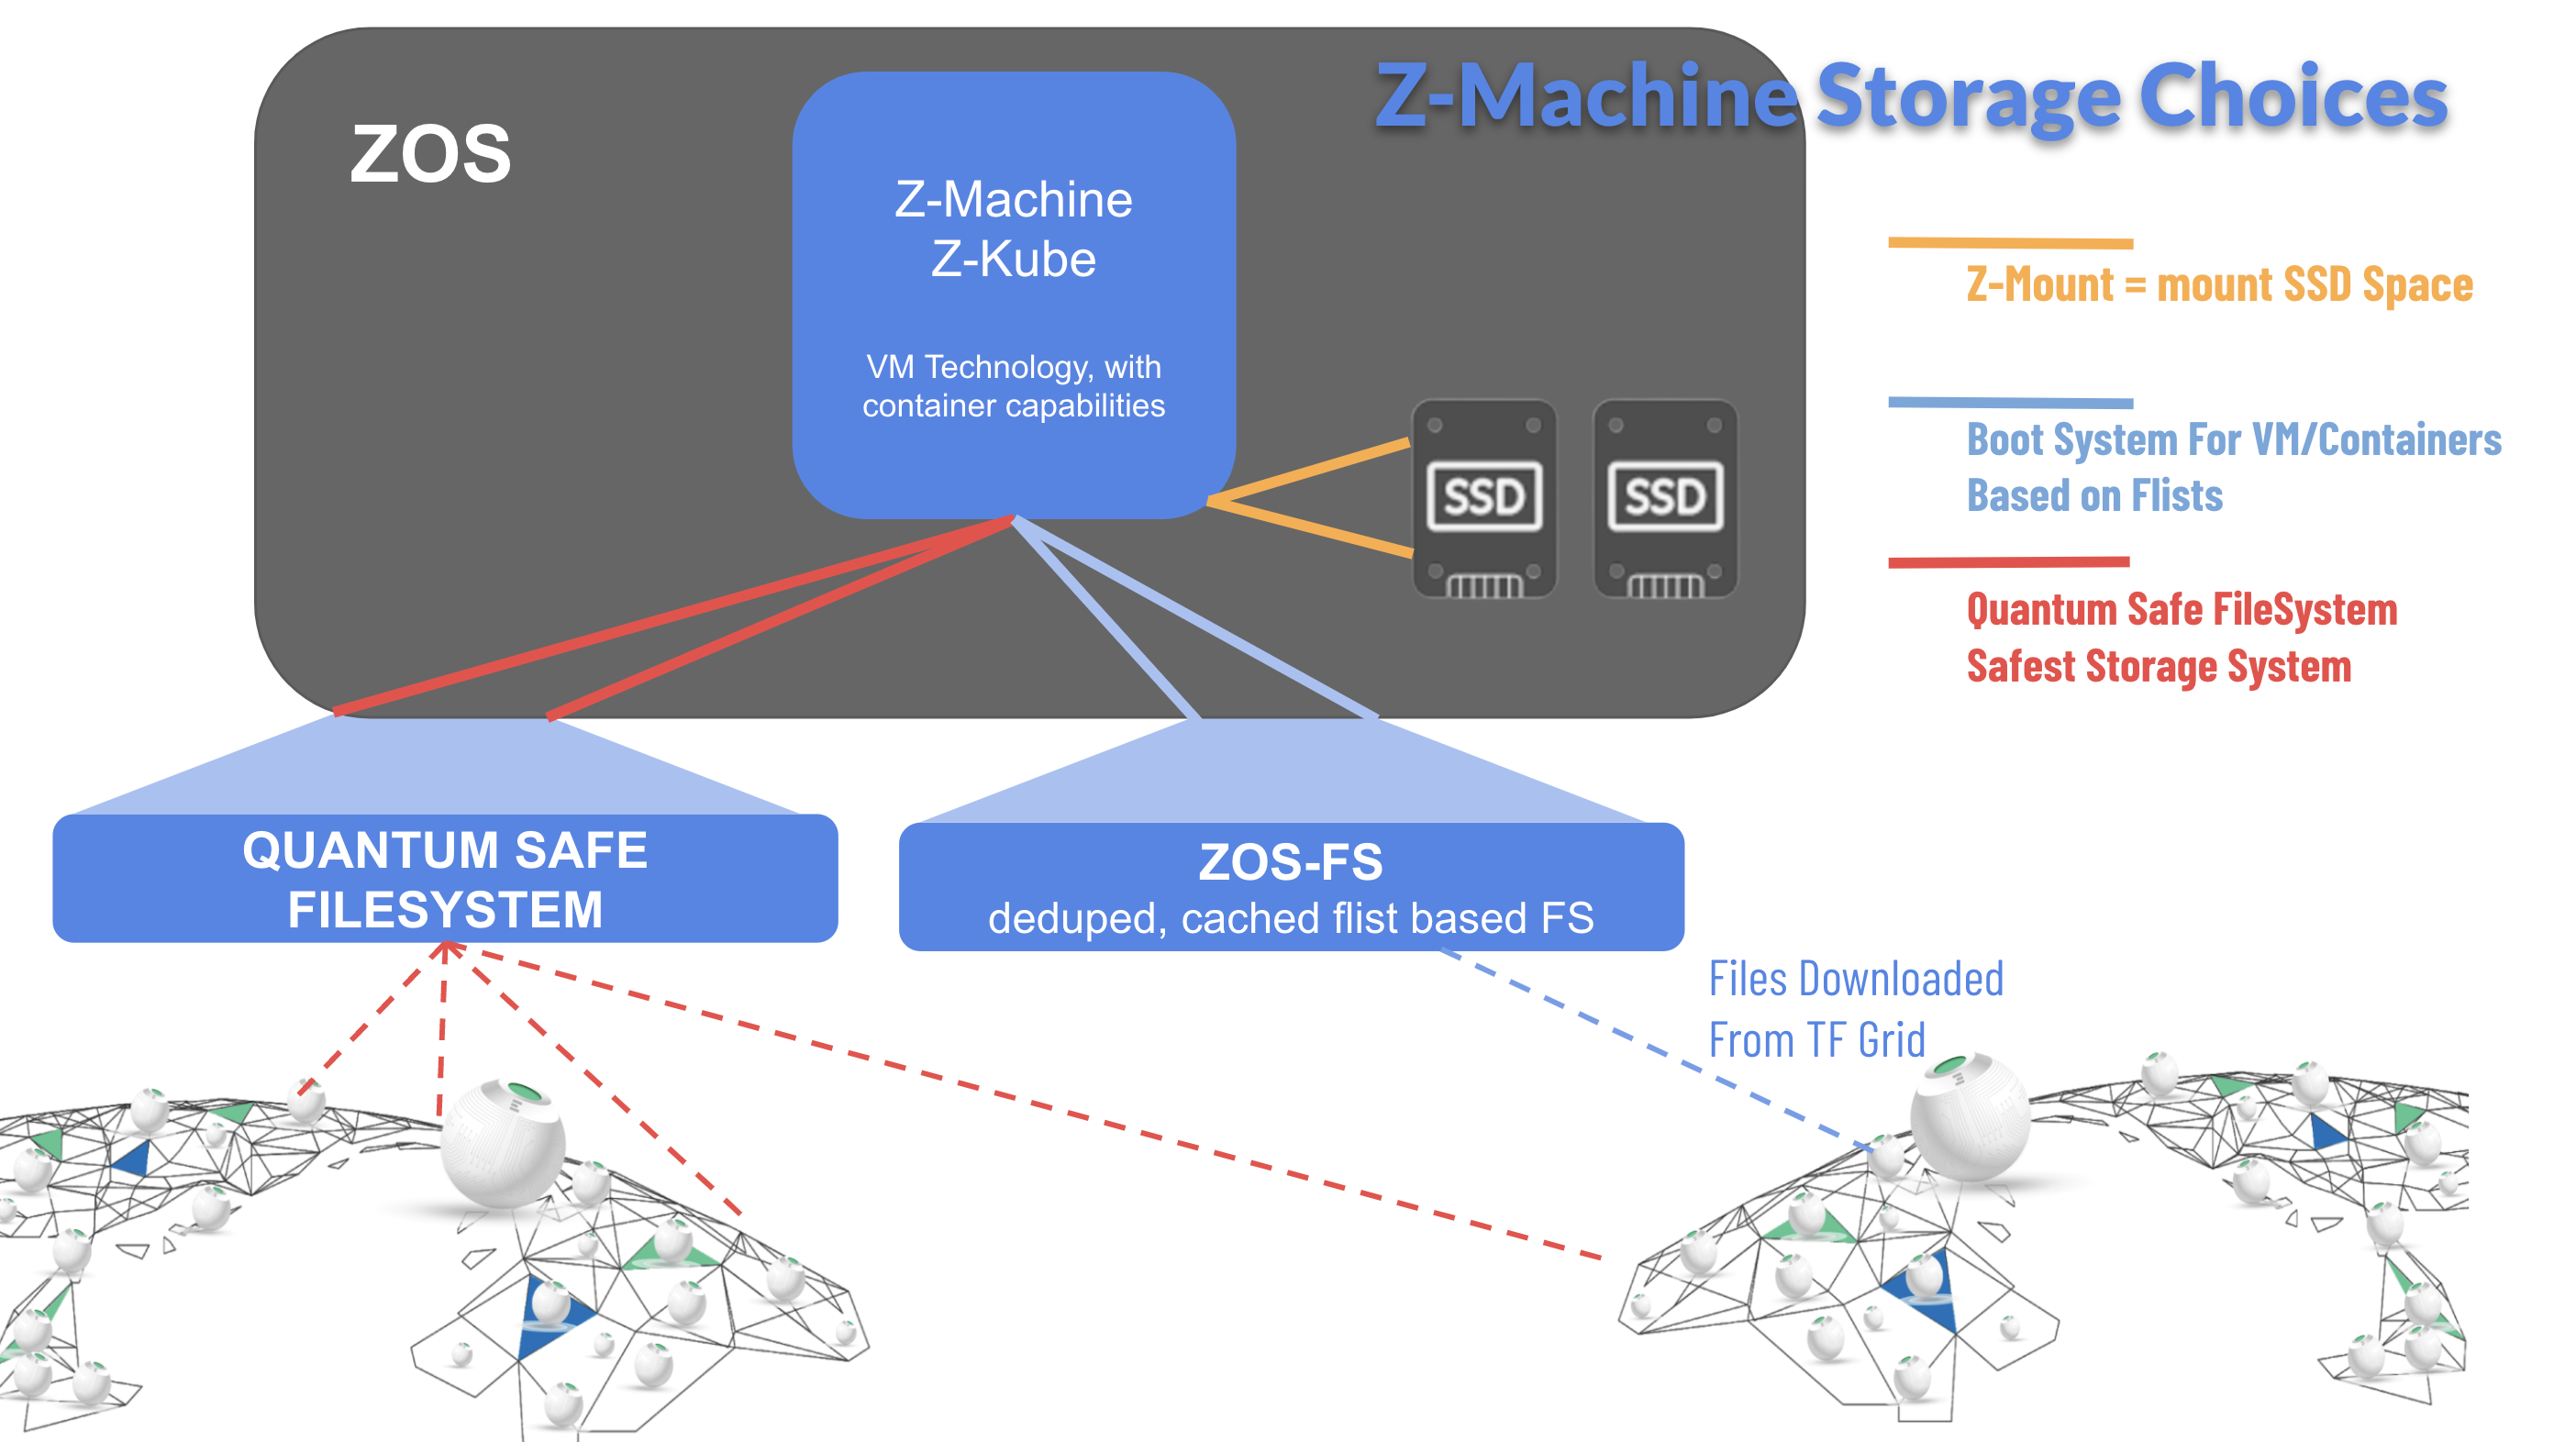 Z-Machine Storage Choices
ZOS
Z-Machine
Z-Kube
VM Technology, with
container capabilities
SSD
SSD
Z-Mount = mount SSD Space
Boot System For VM/Containers
Based on Flists
Quantum Safe FileSystem
Safest Storage System
QUANTUM SAFE
FILESYSTEM
ZOS-FS
deduped, cached flist based FS
Files Downloaded
From TF Grid